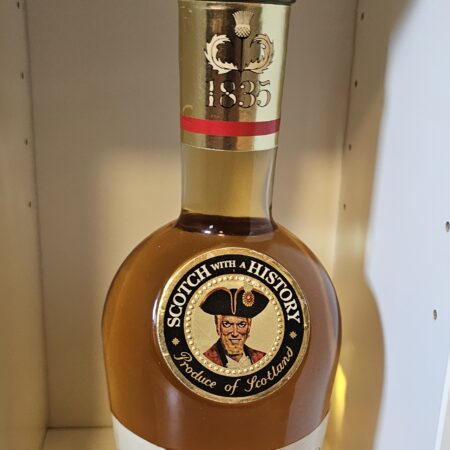 1835
SCOTCH WITH A HISTORY
Produce of Scotland